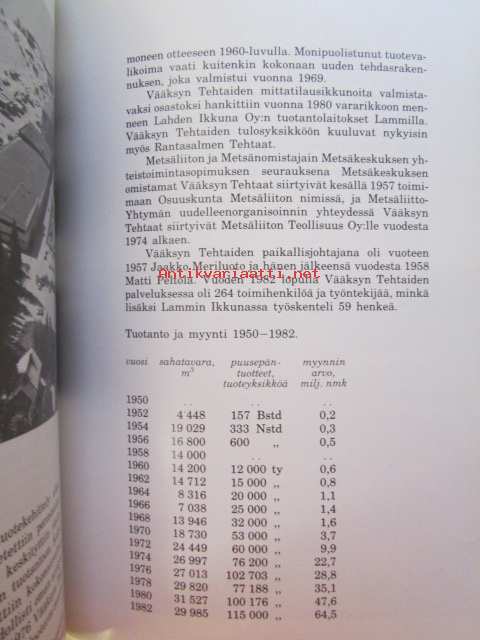 moneen otteeseen 1960-luvulla. Monipuolistunut tuoteva-
likoima vaati kuitenkin kokonaan uuden tehdasraken-
nuksen, joka valmistui vuonna 1969.
Vääksyn Tehtaiden mittatilausikkunoita valmista-
vaksi osastoksi hankittiin vuonna 1980 vararikkoon men-
neen Lahden Ikkuna Oy:n tuotantolaitokset Lammilla.
Vääksyn Tehtaiden tulosyksikköön kuuluvat nykyisin
myös Rantasalmen Tehtaat.
Metsäliiton ja Metsänomistajain Metsäkeskuksen yh-
teistoimintasopimuksen seurauksena Metsäkeskuksen
omistamat Vääksyn Tehtaat siirtyivät kesällä 1957 toimi-
maan Osuuskunta Metsäliiton nimissä, ja Metsäliitto-
Yhtymän uudelleenorganisoinnin yhteydessä Vääksyn
Tehtaat siirtyivät Metsäliiton Teollisuus Oy:lle vuodesta
1974 alkaen.
Vääksyn Tehtaiden paikallisjohtajana oli vuoteen
1957 Jaakko Meriluoto ja hänen jälkeensä vuodesta 1958
Antikvariaatti.net
Matti Peltola. Vuoden 1982 lopulla Vääksyn Tehtaiden
palveluksessa oli 264 toimihenkilöä ja työntekijää, minkä
lisäksi Lammin Ikkunassa työskenteli 59 henkeä.
Tuotanto ja myynti 1950–1982.
vuosi sahatavara, puusepän- myynnin
m³ tuotteet, arvo,
tuoteyksikköä milj. nmk
1950 .. .. ..
1952 4 448 157 Bstd 0,2
1954 19 029 333 Nstd 0,3
1956 16 800 600 „ 0,5
1958 14 000 .. ..
1960 14 200 12 000 ty 0,6
1962 14 712 15 000 „ 0,8
1964 8 316 20 000 „ 1,1
1966 7 038 25 000 „ 1,4
1968 13 946 32 000 „ 1,6
1970 18 730 53 000 „ 3,7
1972 24 449 60 000 „ 9,9
1974 26 997 76 200 „ 22,7
1976 27 013 102 703 „ 28,8
1978 29 820 77 188 „ 35,1
1980 31 527 100 176 „ 47,6
1982 29 985 115 000 „ 64,5